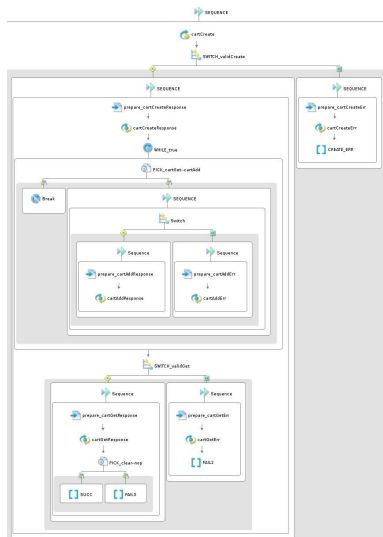 SEQUENCE
cartCreate
SWITCH_validCreate
SEQUENCE
SEQUENCE
prepare_cartCreateResponse
prepare_cartCreateErr
cartCreateResponse
cartCreateErr
WHILE_true
CREATE_ERR
PICK_cartGet-cartAdd
Break
SEQUENCE
Switch
Sequence
Sequence
prepare_cartAddResponse
prepare_cartAddErr
cartAddResponse
cartAddErr
SWITCH_validGet
Sequence
Sequence
prepare_cartGetResponse
prepare_cartGetErr
cartGetResponse
cartGetErr
PICK_clear-nop
FAIL2
SUCC
FAIL3